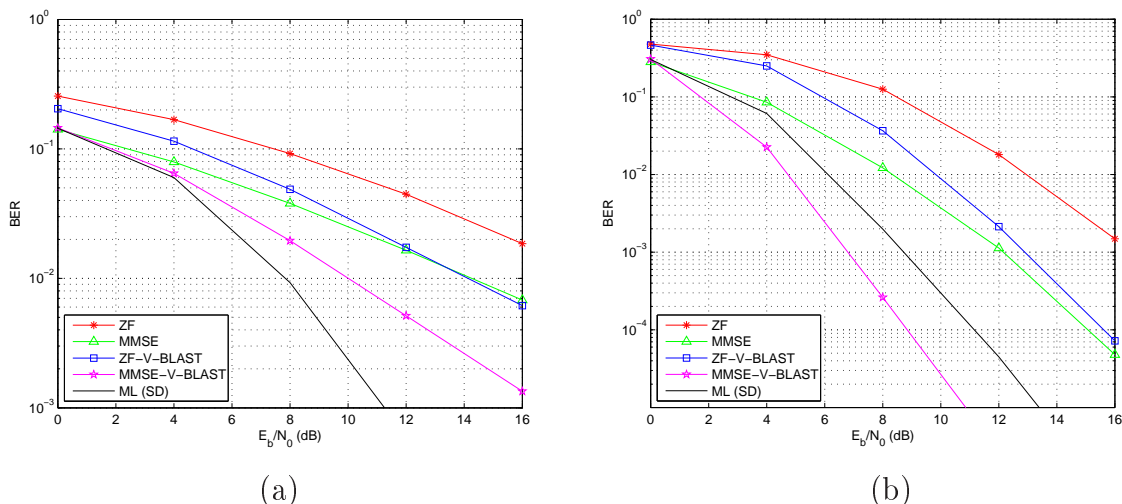 10^0
10^-1
10^-2
10^-3
BER
0 2 4 6 8 10 12 14 16
E_b/N_0 (dB)
ZF
MMSE
ZF-V-BLAST
MMSE-V-BLAST
ML (SD)
(a)
10^0
10^-1
10^-2
10^-3
10^-4
BER
0 2 4 6 8 10 12 14 16
E_b/N_0 (dB)
ZF
MMSE
ZF-V-BLAST
MMSE-V-BLAST
ML (SD)
(b)